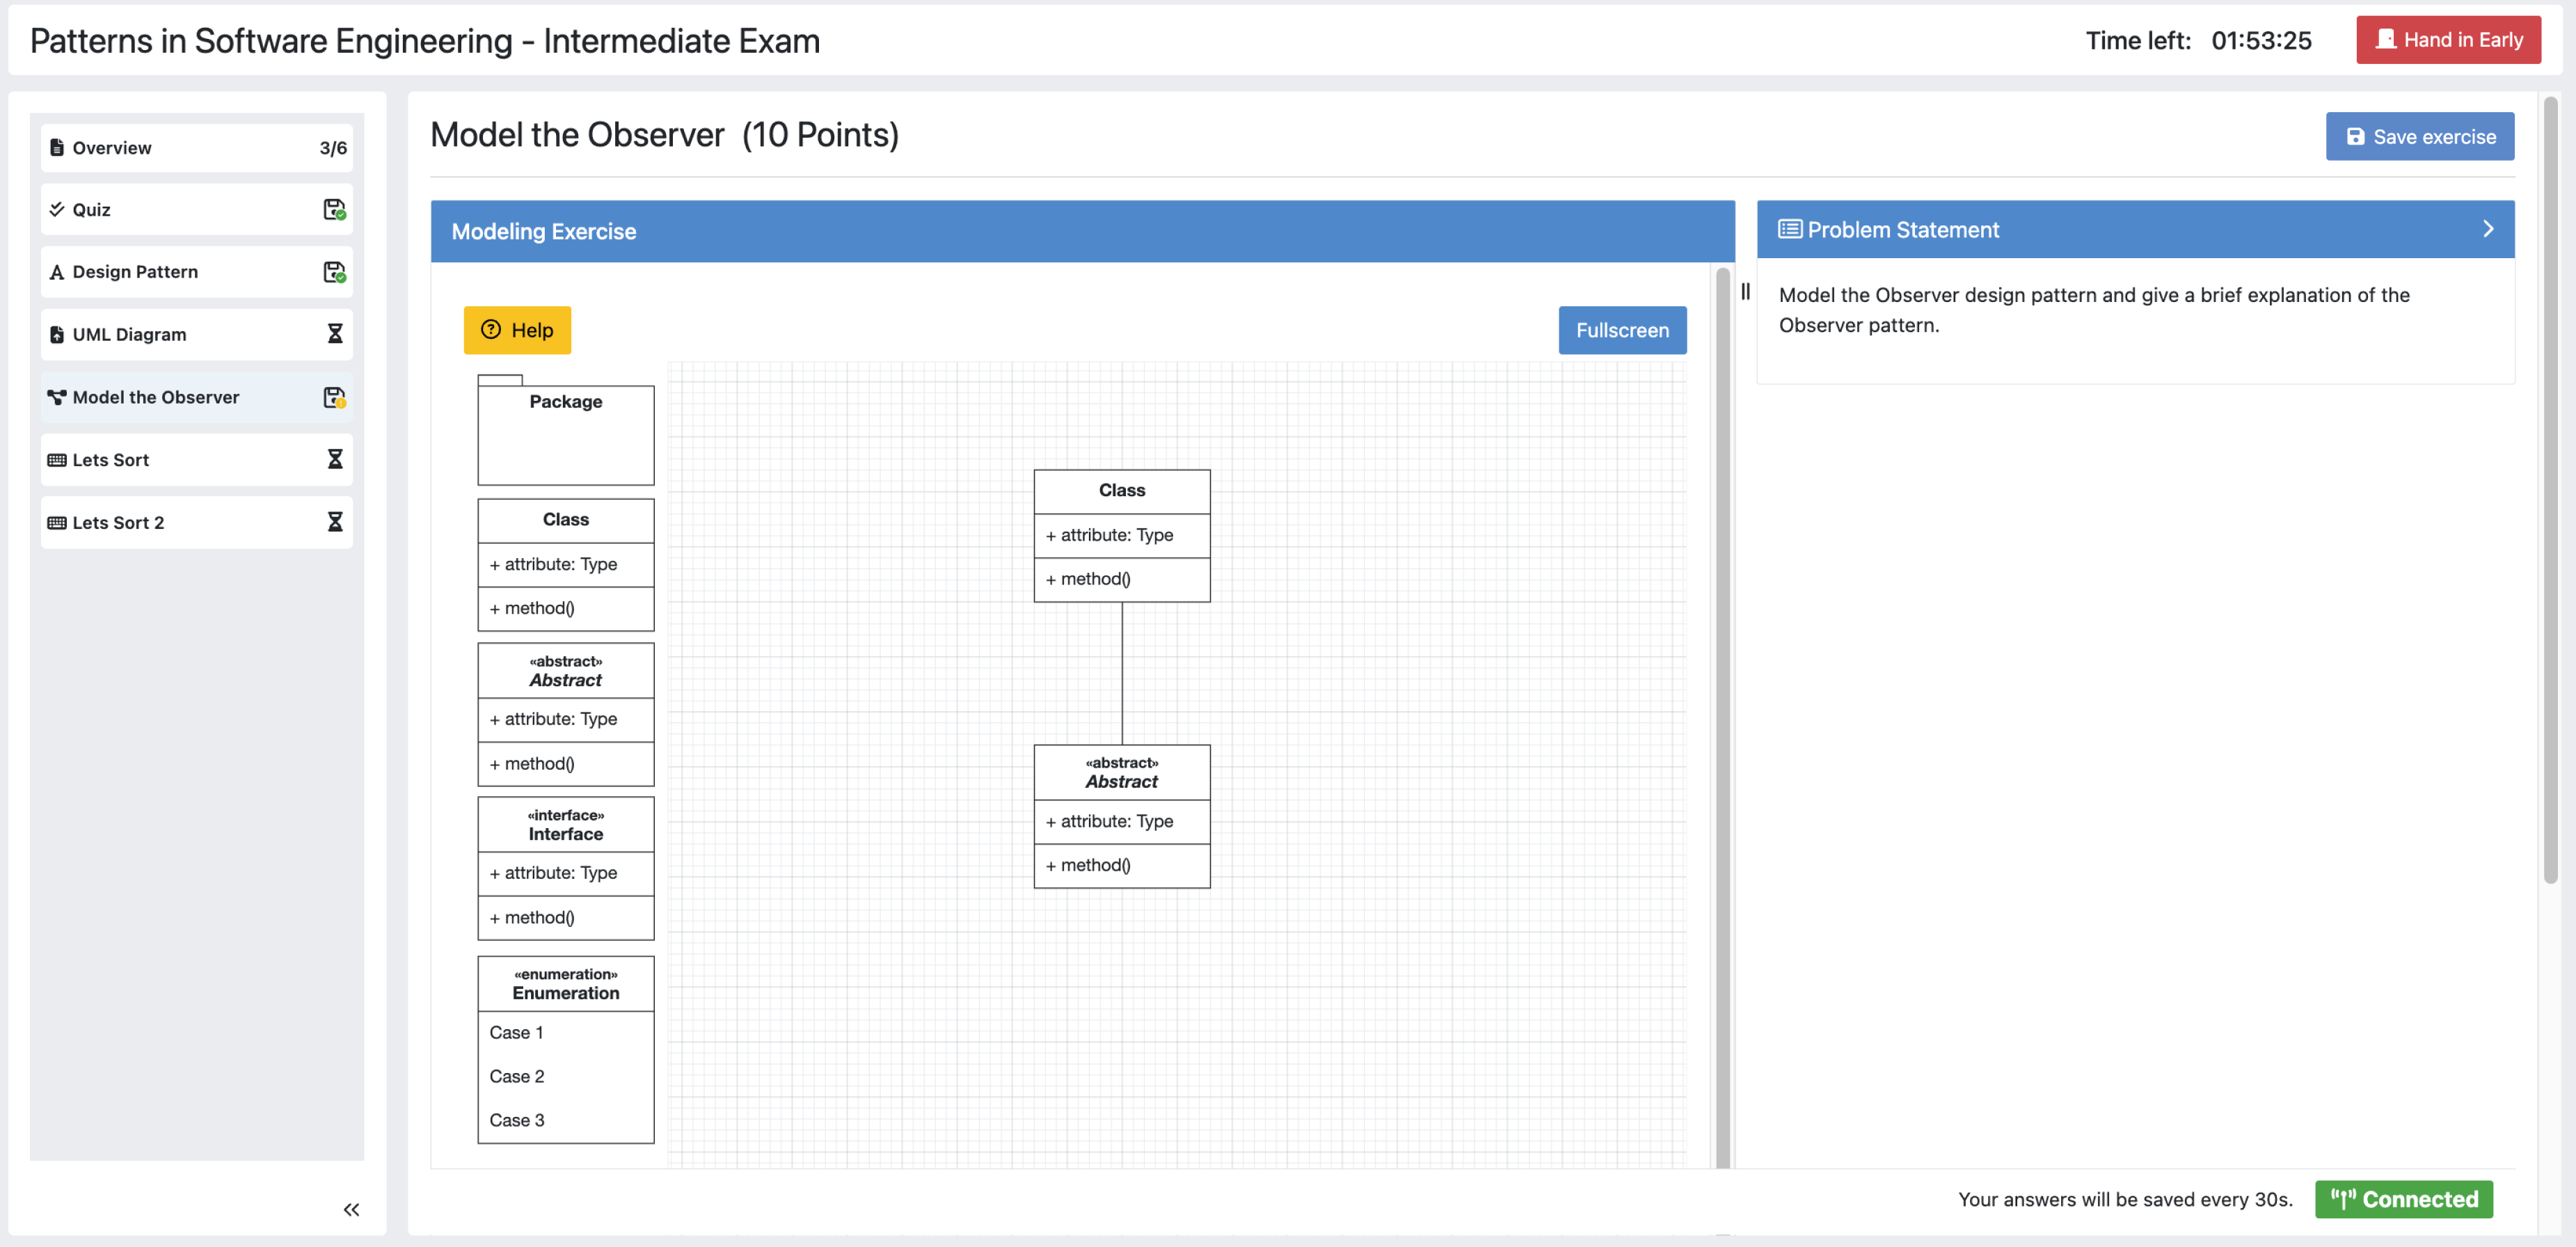 Patterns in Software Engineering - Intermediate Exam
Time left: 01:53:25
Hand in Early
Overview 3/6
Quiz
Design Pattern
UML Diagram
Model the Observer
Lets Sort
Lets Sort 2
Model the Observer (10 Points)
Save exercise
Modeling Exercise
Help
Fullscreen
Package
Class
+ attribute: Type
+ method()
«abstract»
Abstract
+ attribute: Type
+ method()
«interface»
Interface
+ attribute: Type
+ method()
«enumeration»
Enumeration
Case 1
Case 2
Case 3
Class
+ attribute: Type
+ method()
«abstract»
Abstract
+ attribute: Type
+ method()
Problem Statement
Model the Observer design pattern and give a brief explanation of the
Observer pattern.
Your answers will be saved every 30s.
Connected